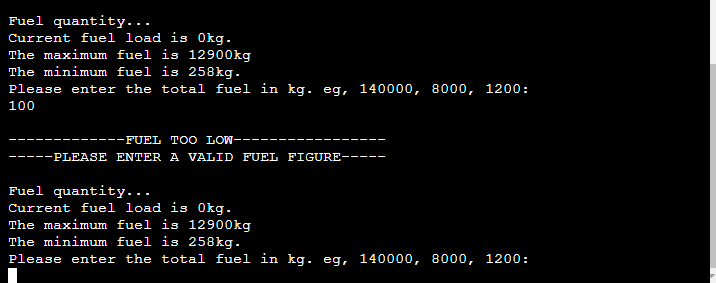 Fuel quantity...
Current fuel load is 0kg.
The maximum fuel is 12900kg
The minimum fuel is 258kg.
Please enter the total fuel in kg. eg, 140000, 8000, 1200:
100
-------------FUEL TOO LOW-----------------
-----PLEASE ENTER A VALID FUEL FIGURE-----
Fuel quantity...
Current fuel load is 0kg.
The maximum fuel is 12900kg
The minimum fuel is 258kg.
Please enter the total fuel in kg. eg, 140000, 8000, 1200: